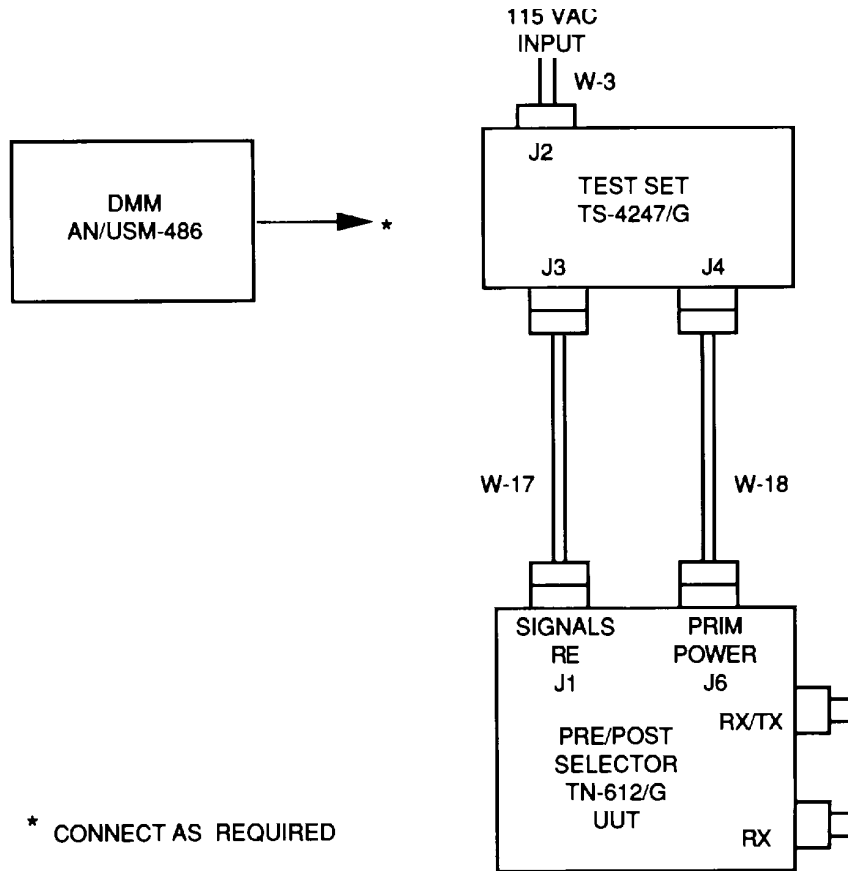 115 VAC
INPUT
W-3
J2
TEST SET
TS-4247/G
DMM
AN/USM-486
*
J3
J4
W-17
W-18
SIGNALS
RE
J1
PRIM
POWER
J6
RX/TX
PRE/POST
SELECTOR
TN-612/G
UUT
RX
* CONNECT AS REQUIRED